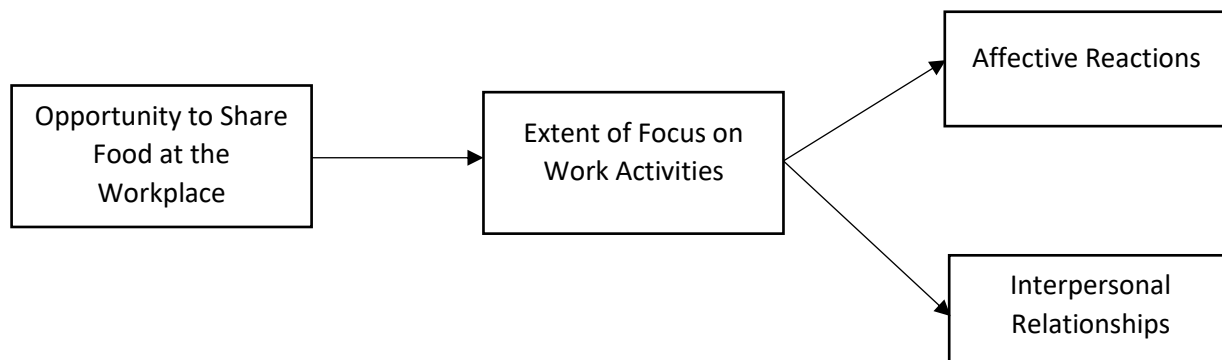 Opportunity to Share
Food at the
Workplace
Extent of Focus on
Work Activities
Affective Reactions
Interpersonal
Relationships